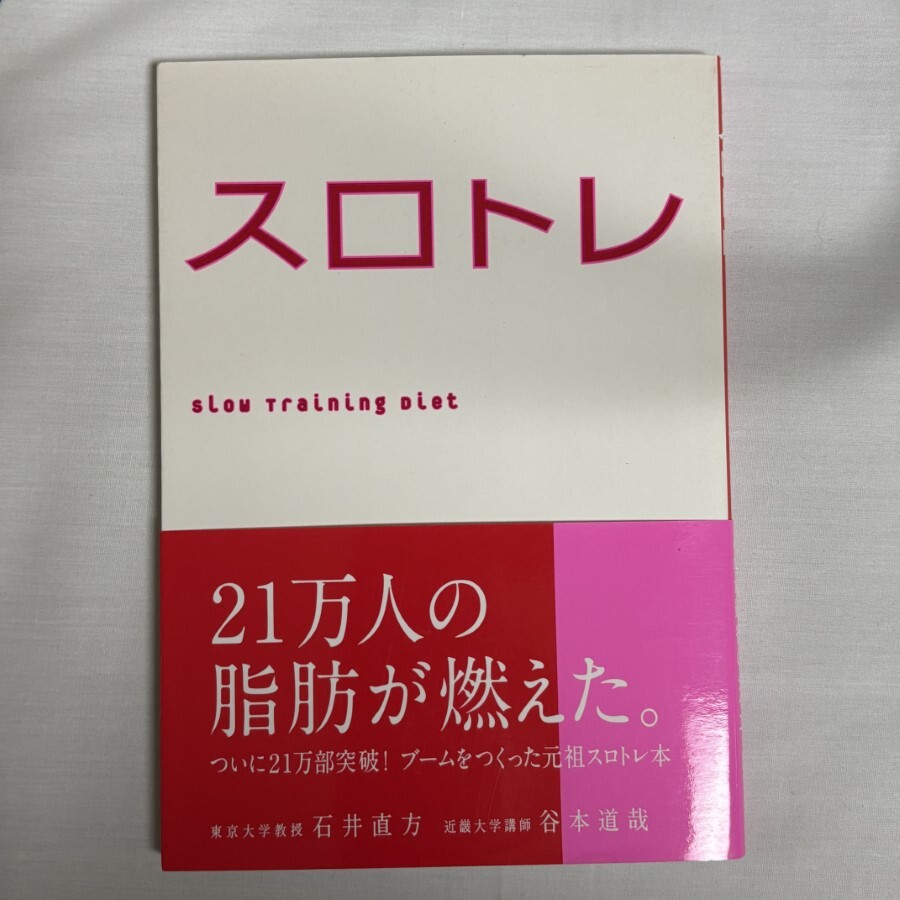 スロトレ
Slow Training Diet
21万人の
脂肪が燃えた。
ついに21万部突破！ブームをつくった元祖スロトレ本
東京大学教授 石井直方 近畿大学講師 谷本道哉